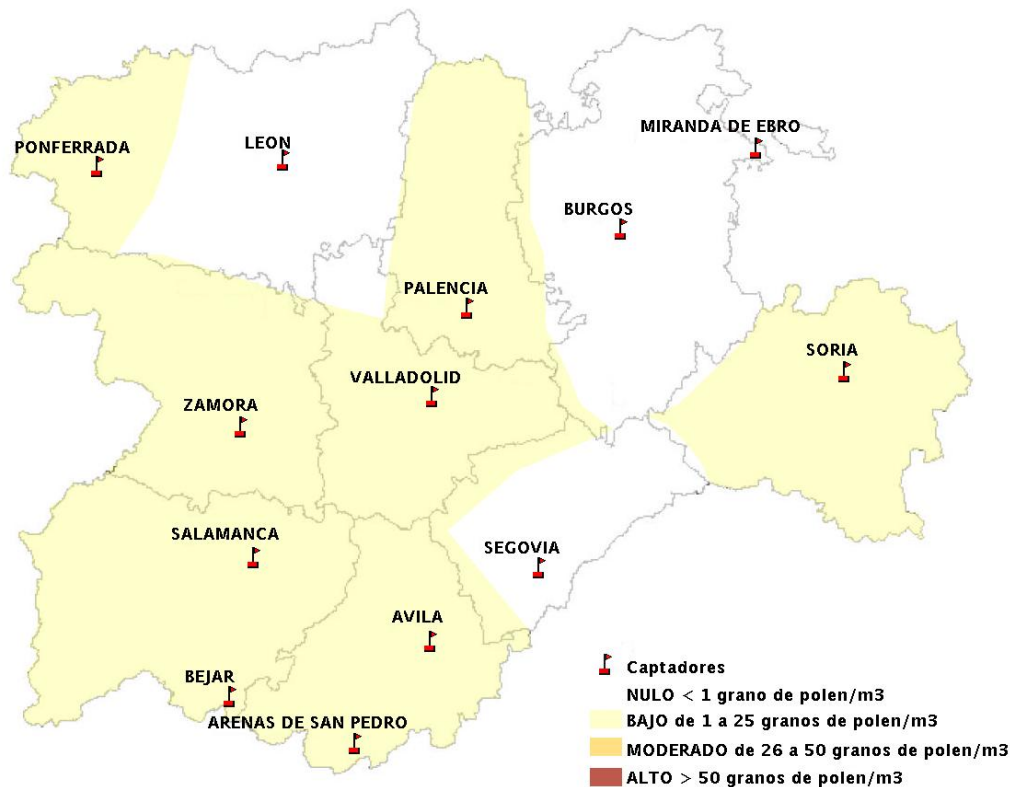 MIRANDA DE EBRO
PONFERRADA
LEON
BURGOS
PALENCIA
SORIA
VALLADOLID
ZAMORA
SALAMANCA
SEGOVIA
AVILA
BEJAR
ARENAS DE SAN PEDRO
Captadores
NULO < 1 grano de polen/m3
BAJO de 1 a 25 granos de polen/m3
MODERADO de 26 a 50 granos de polen/m3
ALTO > 50 granos de polen/m3